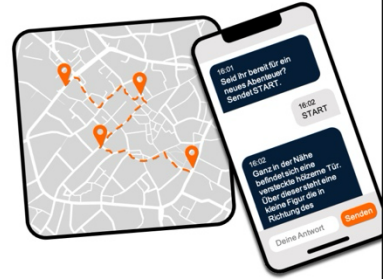 16:01
Seid ihr bereit für ein
neues Abenteuer?
Sendet START.
16:02
START
16:02
Ganz in der Nähe
befindet sich eine
versteckte hölzerne Tür.
Über dieser steht eine
kleine Figur die in
Richtung des
Deine Antwort
Senden